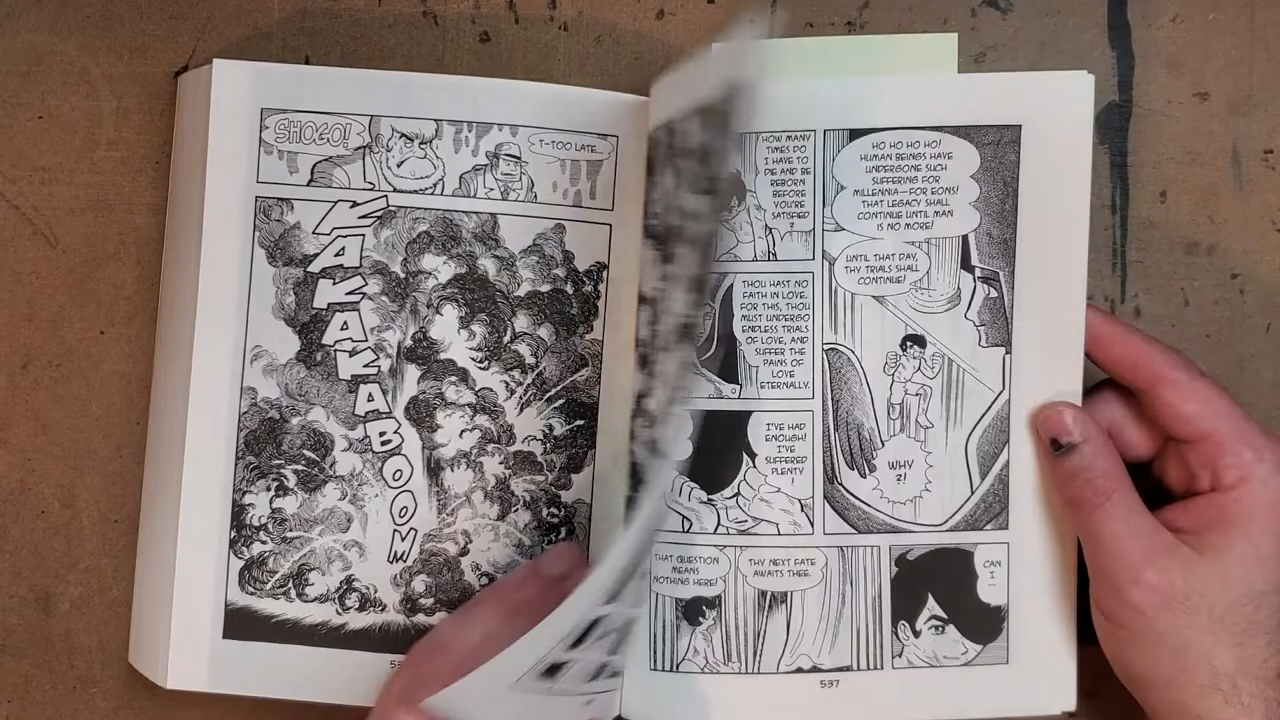 SHOGO!
T-TOO LATE...
KAKAKAKABOOM
HOW MANY
TIMES DO
I HAVE TO
DIE AND BE
REBORN
BEFORE
YOU'RE
SATISFIED
?
THOU HAST NO
FAITH IN LOVE.
FOR THIS, THOU
MUST UNDERGO
ENDLESS TRIALS
OF LOVE, AND
SUFFER THE
PAINS OF
LOVE
ETERNALLY.
I'VE HAD
ENOUGH!
I'VE
SUFFERED
PLENTY
!
HO HO HO HO!
HUMAN BEINGS HAVE
UNDERGONE SUCH
SUFFERING FOR
MILLENNIA—FOR EONS!
THAT LEGACY SHALL
CONTINUE UNTIL MAN
IS NO MORE!
UNTIL THAT DAY,
THY TRIALS SHALL
CONTINUE!
WHY
?!
THAT QUESTION
MEANS
NOTHING HERE!
THY NEXT FATE
AWAITS THEE.
CAN
I
...
537